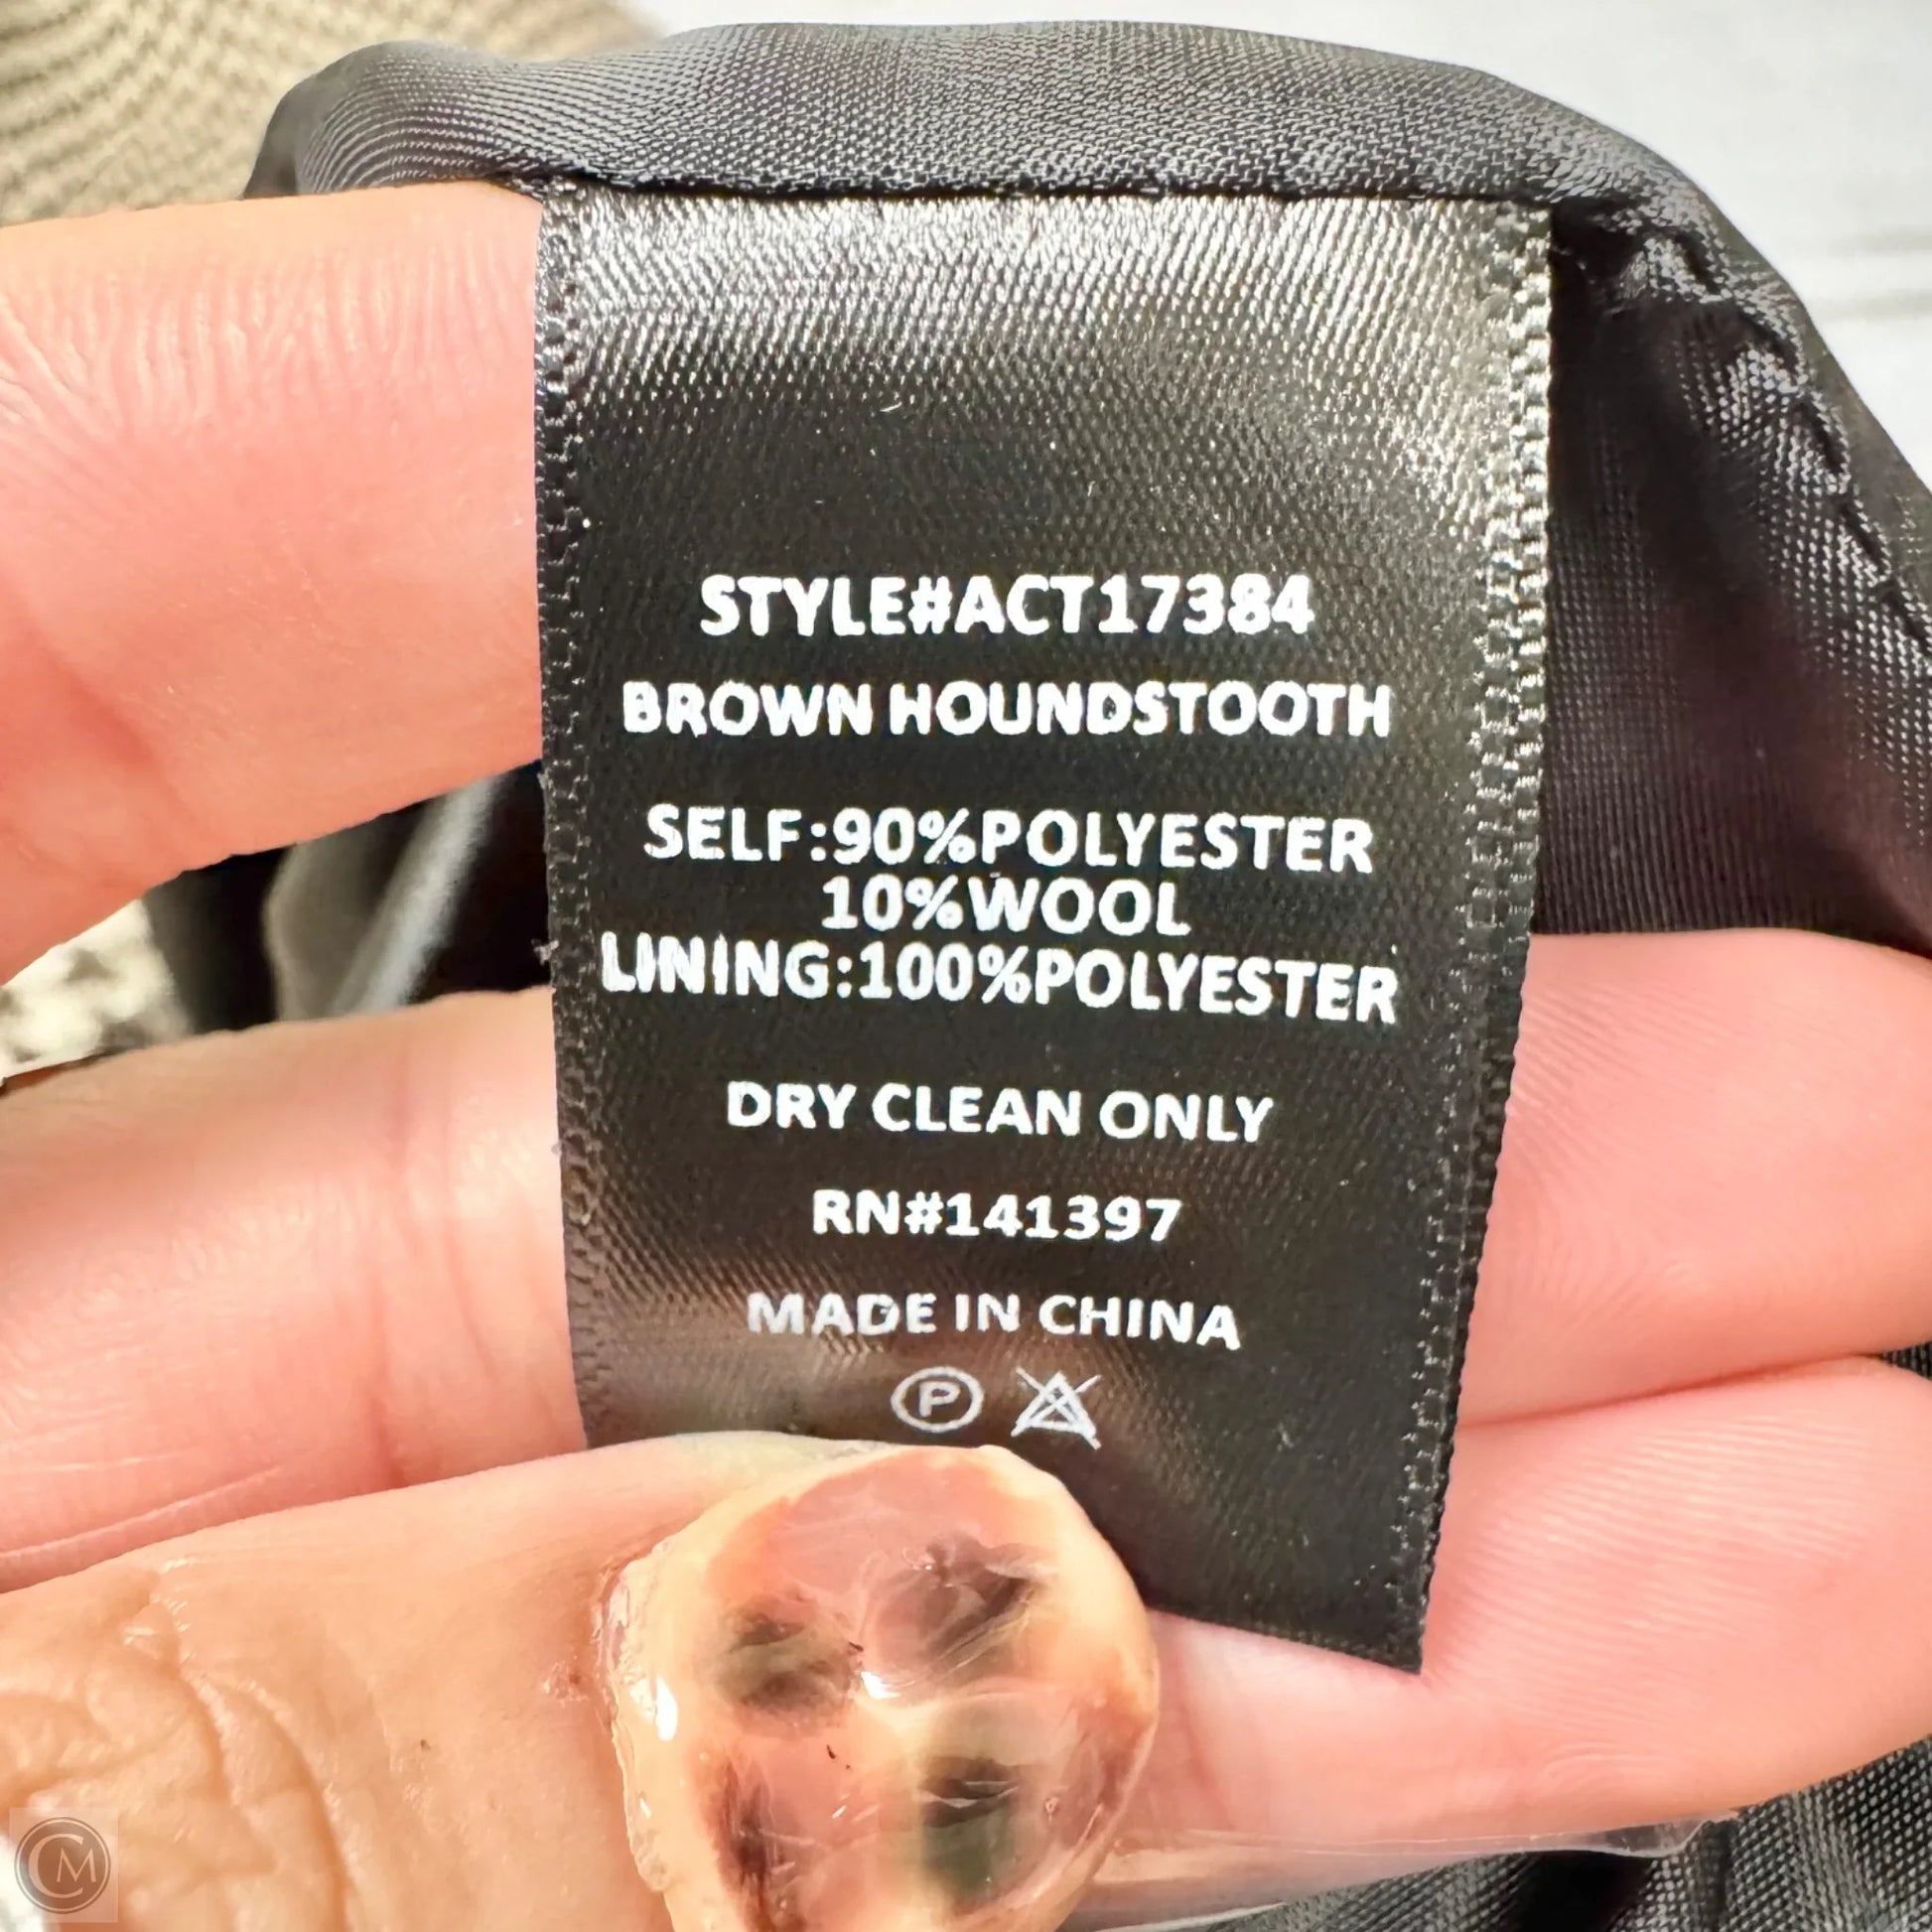 STYLE#ACT17384
BROWN HOUNDSTOOTH
SELF:90%POLYESTER
10%WOOL
LINING:100%POLYESTER
DRY CLEAN ONLY
RN#141397
MADE IN CHINA
P
CM